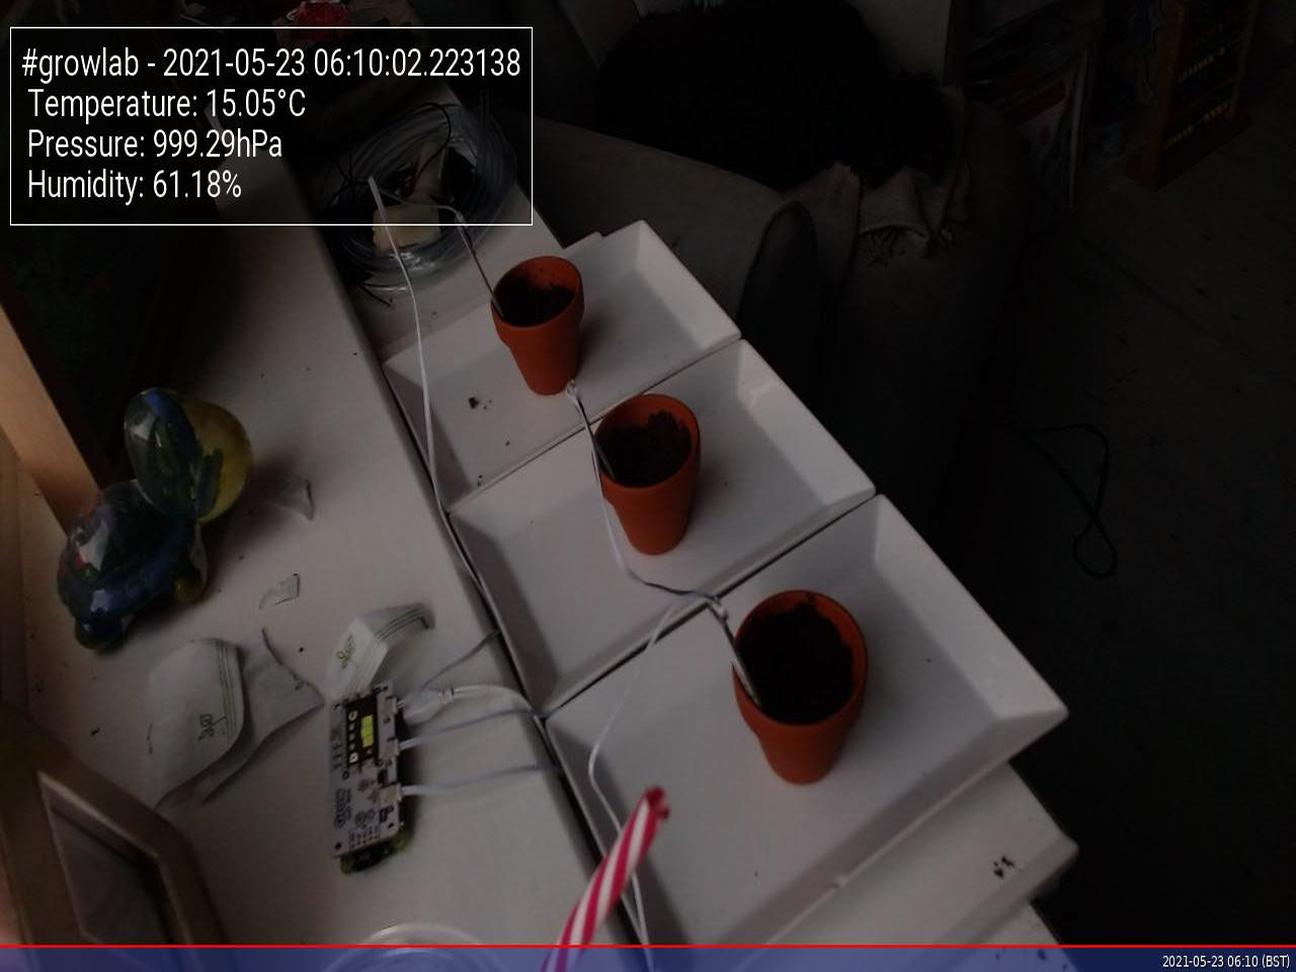 #growlab - 2021-05-23 06:10:02.223138
Temperature: 15.05°C
Pressure: 999.29hPa
Humidity: 61.18%
2021-05-23 06:10 (BST)